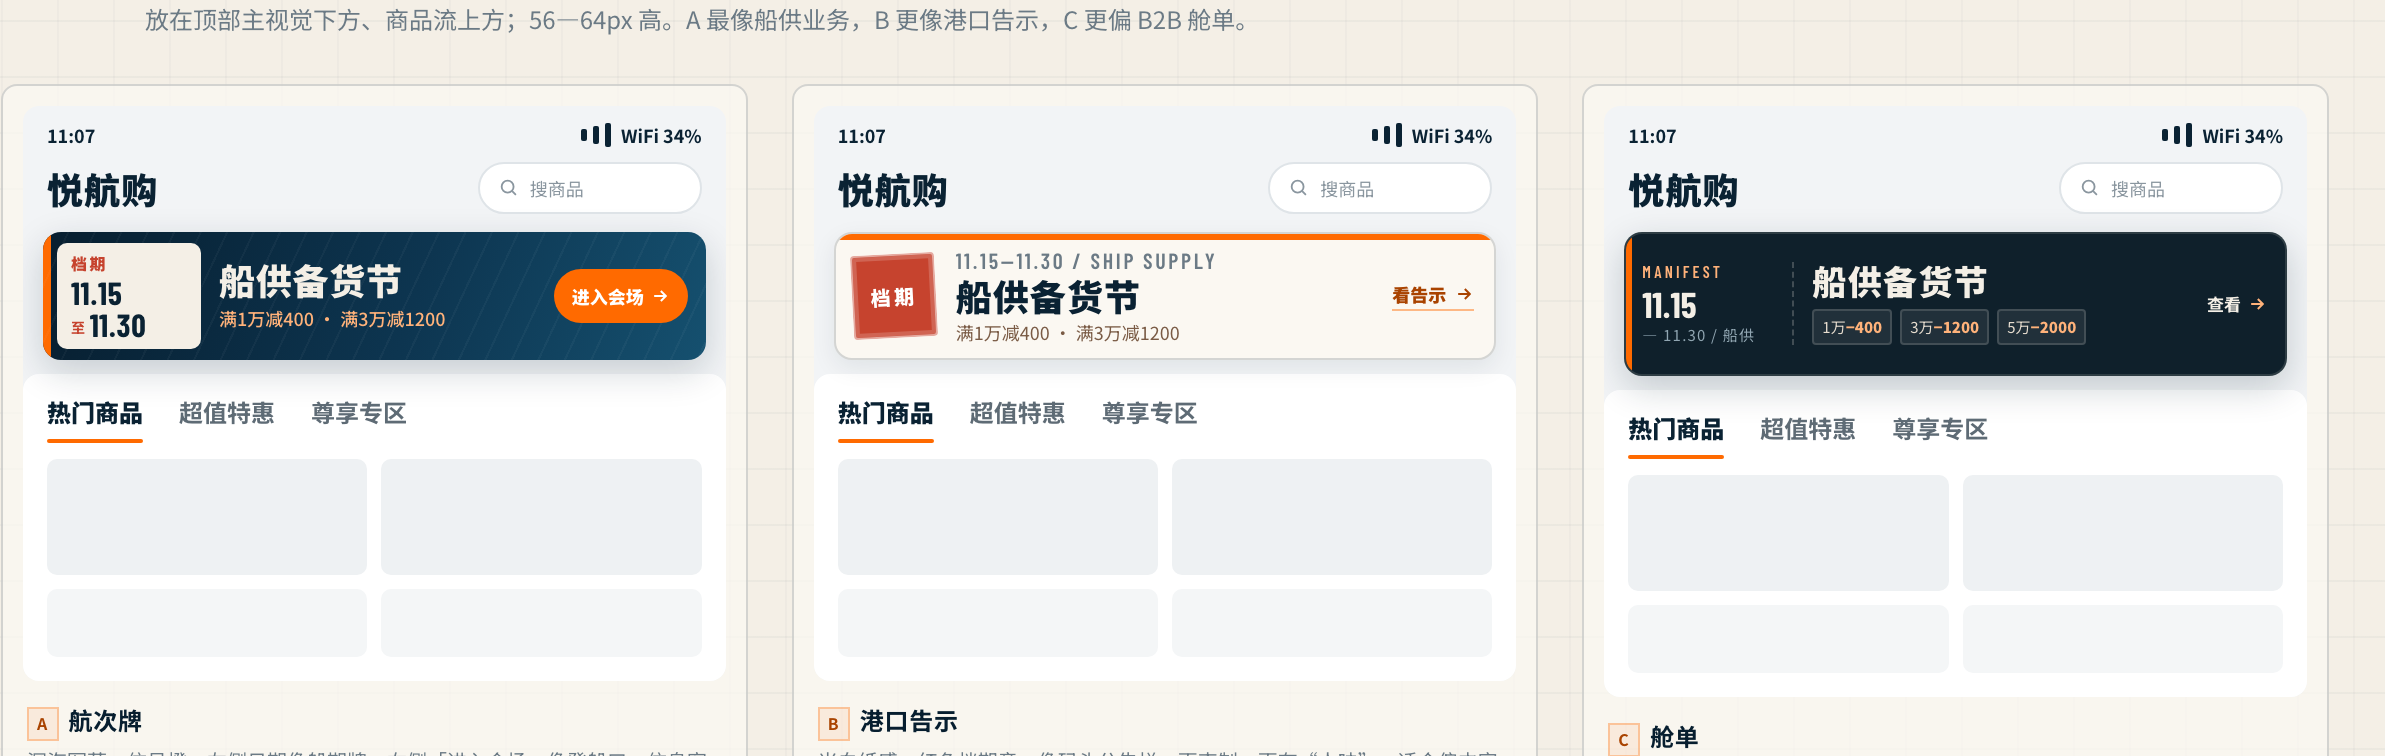 放在顶部主视觉下方、商品流上方；56—64px 高。A 最像船供业务，B 更像港口告示，C 更偏 B2B 舱单。
11:07
WiFi 34%
悦航购
搜商品
档期
11.15
至 11.30
船供备货节
满1万减400 · 满3万减1200
进入会场 →
热门商品 超值特惠 尊享专区
A 航次牌
11:07
WiFi 34%
悦航购
搜商品
档期
11.15—11.30 / SHIP SUPPLY
船供备货节
满1万减400 · 满3万减1200
看告示 →
热门商品 超值特惠 尊享专区
B 港口告示
11:07
WiFi 34%
悦航购
搜商品
MANIFEST
11.15
— 11.30 / 船供
船供备货节
1万−400 3万−1200 5万−2000
查看 →
热门商品 超值特惠 尊享专区
C 舱单